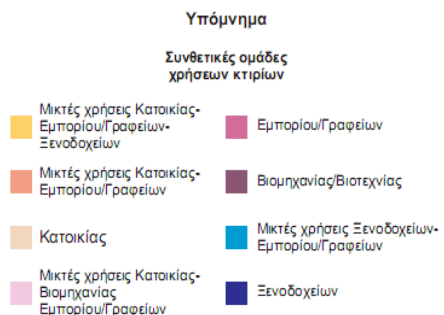 Υπόμνημα
Συνθετικές ομάδες
χρήσεων κτιρίων
Μικτές χρήσεις Κατοικίας-
Εμπορίου/Γραφείων-
Ξενοδοχείων
Μικτές χρήσεις Κατοικίας-
Εμπορίου/Γραφείων
Κατοικίας
Μικτές χρήσεις Κατοικίας-
Βιομηχανίας
Εμπορίου/Γραφείων
Εμπορίου/Γραφείων
Βιομηχανίας/Βιοτεχνίας
Μικτές χρήσεις Ξενοδοχείων-
Εμπορίου/Γραφείων
Ξενοδοχείων